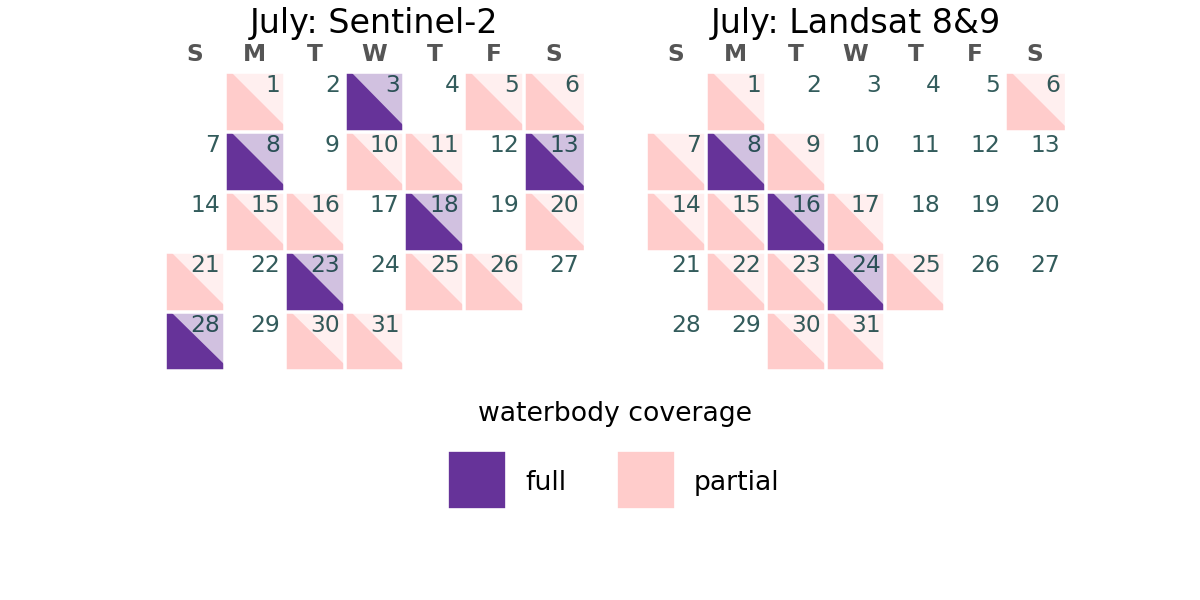 July: Sentinel-2
S M T W T F S
1 2 3 4 5 6
7 8 9 10 11 12 13
14 15 16 17 18 19 20
21 22 23 24 25 26 27
28 29 30 31
July: Landsat 8&9
S M T W T F S
1 2 3 4 5 6
7 8 9 10 11 12 13
14 15 16 17 18 19 20
21 22 23 24 25 26 27
28 29 30 31
waterbody coverage
full partial